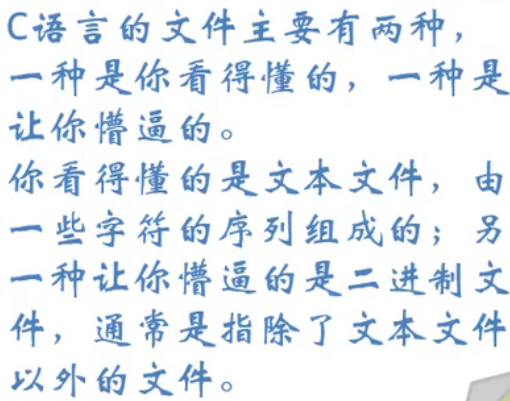 C语言的文件主要有两种，
一种是你看得懂的，一种是
让你懵逼的。
你看得懂的是文本文件，由
一些字符的序列组成的；另
一种让你懵逼的是二进制文
件，通常是指除了文本文件
以外的文件。